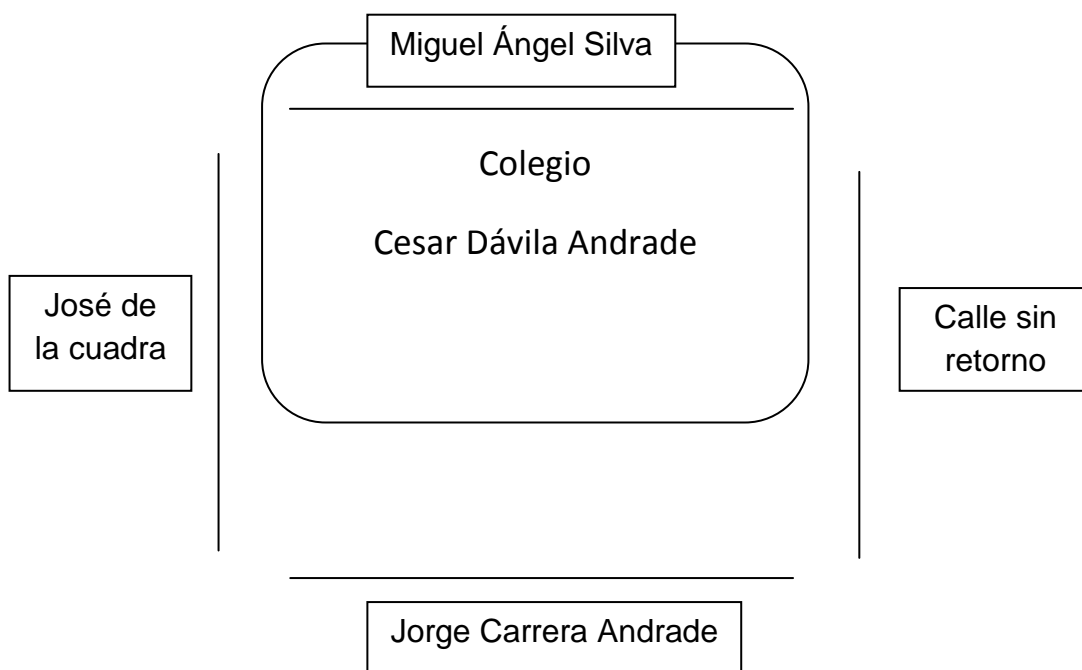 Miguel Ángel Silva
Colegio
Cesar Dávila Andrade
José de
la cuadra
Calle sin
retorno
Jorge Carrera Andrade